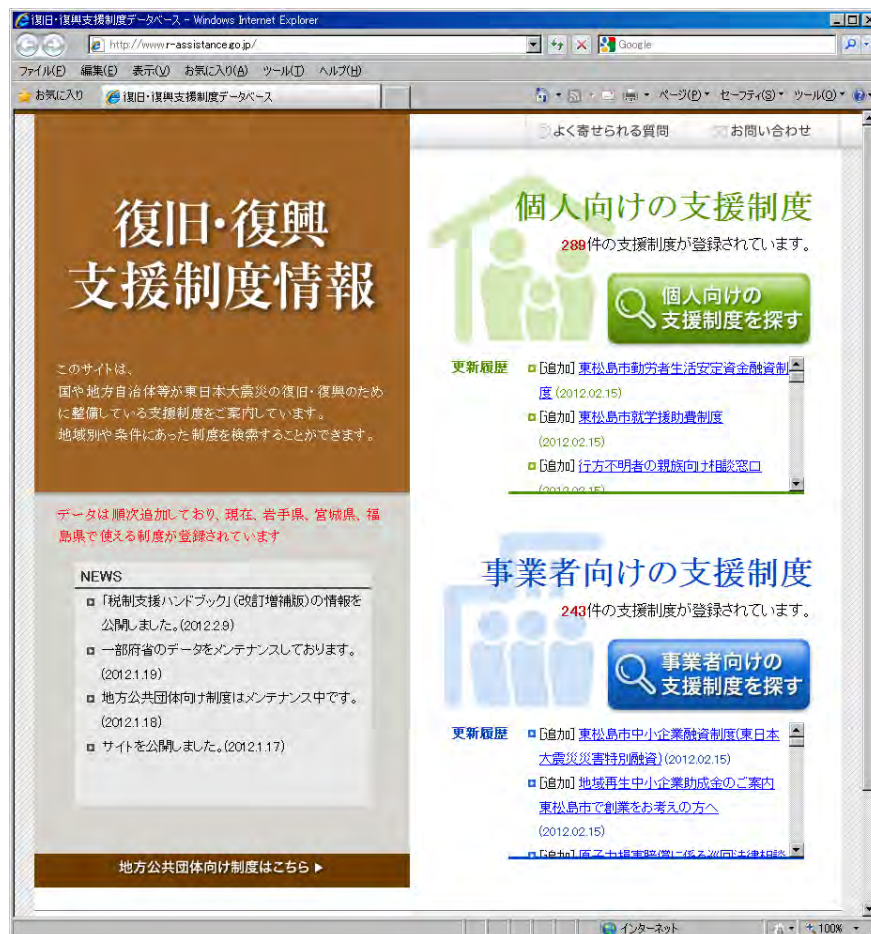 復旧・復興支援制度データベース - Windows Internet Explorer
http://www.r-assistance.go.jp/
Google
ファイル(F) 編集(E) 表示(V) お気に入り(A) ツール(T) ヘルプ(H)
お気に入り 復旧・復興支援制度データベース ページ(P) セーフティ(S) ツール(O)
よく寄せられる質問 お問い合わせ
復旧・復興
支援制度情報
このサイトは、
国や地方自治体等が東日本大震災の復旧・復興のため
に整備している支援制度をご案内しています。
地域別や条件にあった制度を検索することができます。
データは順次追加しており、現在、岩手県、宮城県、福
島県で使える制度が登録されています
NEWS
「税制支援ハンドブック」(改訂増補版)の情報を
公開しました。(2012.2.9)
一部府省のデータをメンテナンスしております。
(2012.1.19)
地方公共団体向け制度はメンテナンス中です。
(2012.1.18)
サイトを公開しました。(2012.1.17)
地方公共団体向け制度はこちら
個人向けの支援制度
289件の支援制度が登録されています。
個人向けの
支援制度を探す
更新履歴 [追加] 東松島市勤労者生活安定資金融資制
度 (2012.02.15)
[追加] 東松島市就学援助費制度
(2012.02.15)
[追加] 行方不明者の親族向け相談窓口
(2012.02.15)
事業者向けの支援制度
243件の支援制度が登録されています。
事業者向けの
支援制度を探す
更新履歴 [追加] 東松島市中小企業融資制度(東日本
大震災災害特別融資) (2012.02.15)
[追加] 地域再生中小企業助成金のご案内
東松島市で創業をお考えの方へ
(2012.02.15)
[追加] 原子力損害賠償に係る巡回法律相談
インターネット 100%